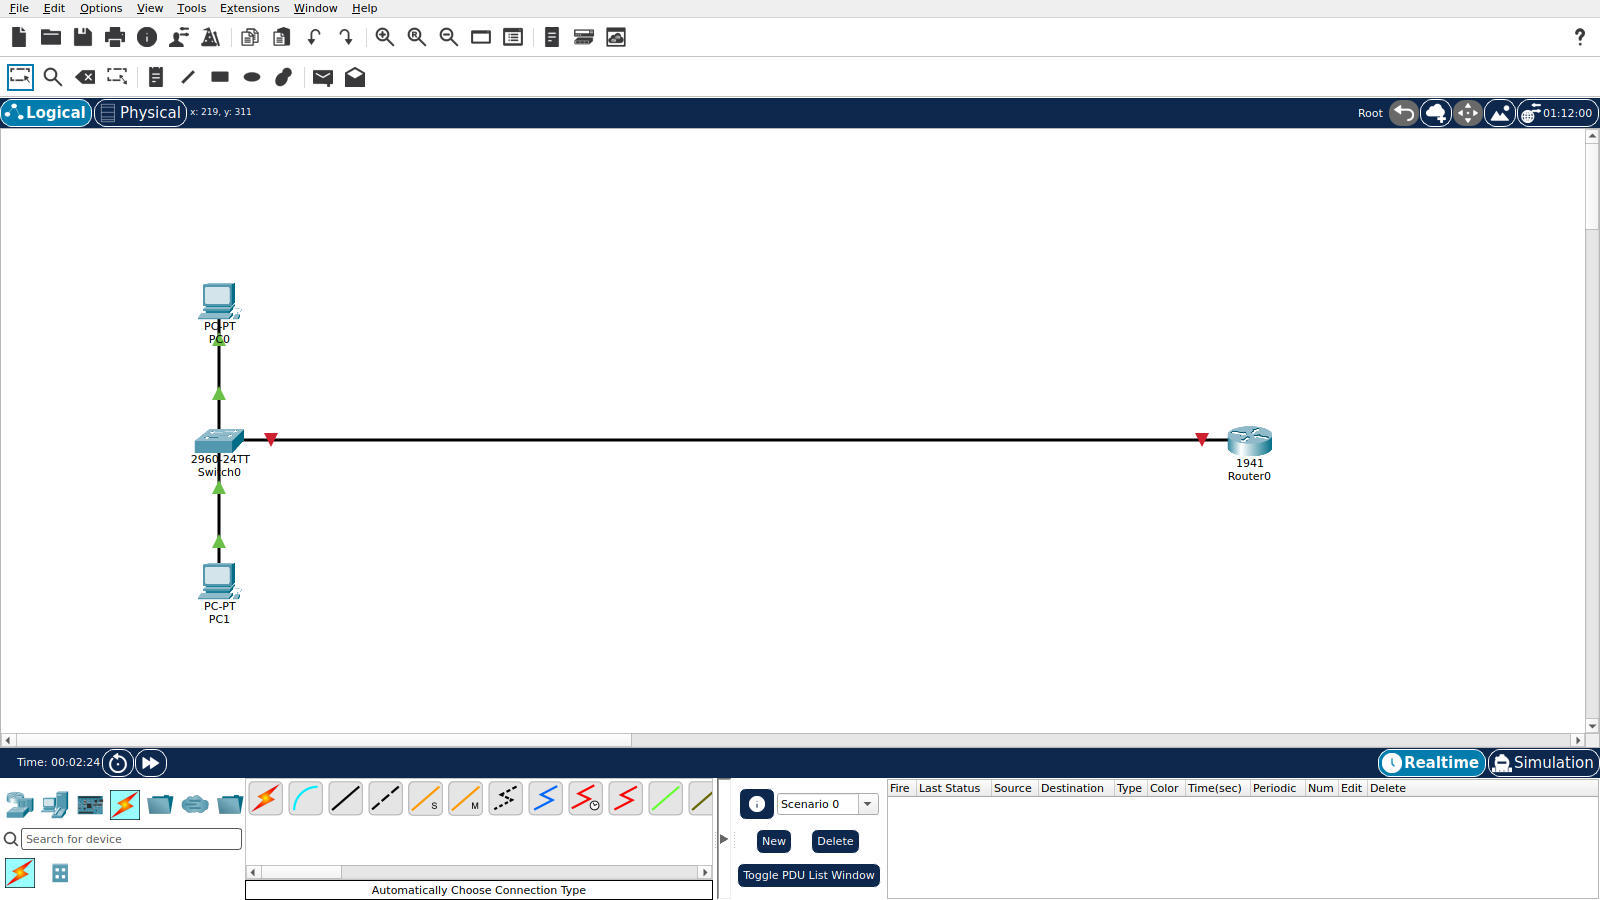 File Edit Options View Tools Extensions Window Help
?
Logical Physical x: 219, y: 311 Root 01:12:00
PC-PT
PC0
2960-24TT
Switch0
1941
Router0
PC-PT
PC1
Time: 00:02:24 Realtime Simulation
S M
Search for device
Automatically Choose Connection Type
Scenario 0
New Delete
Toggle PDU List Window
Fire Last Status Source Destination Type Color Time(sec) Periodic Num Edit Delete